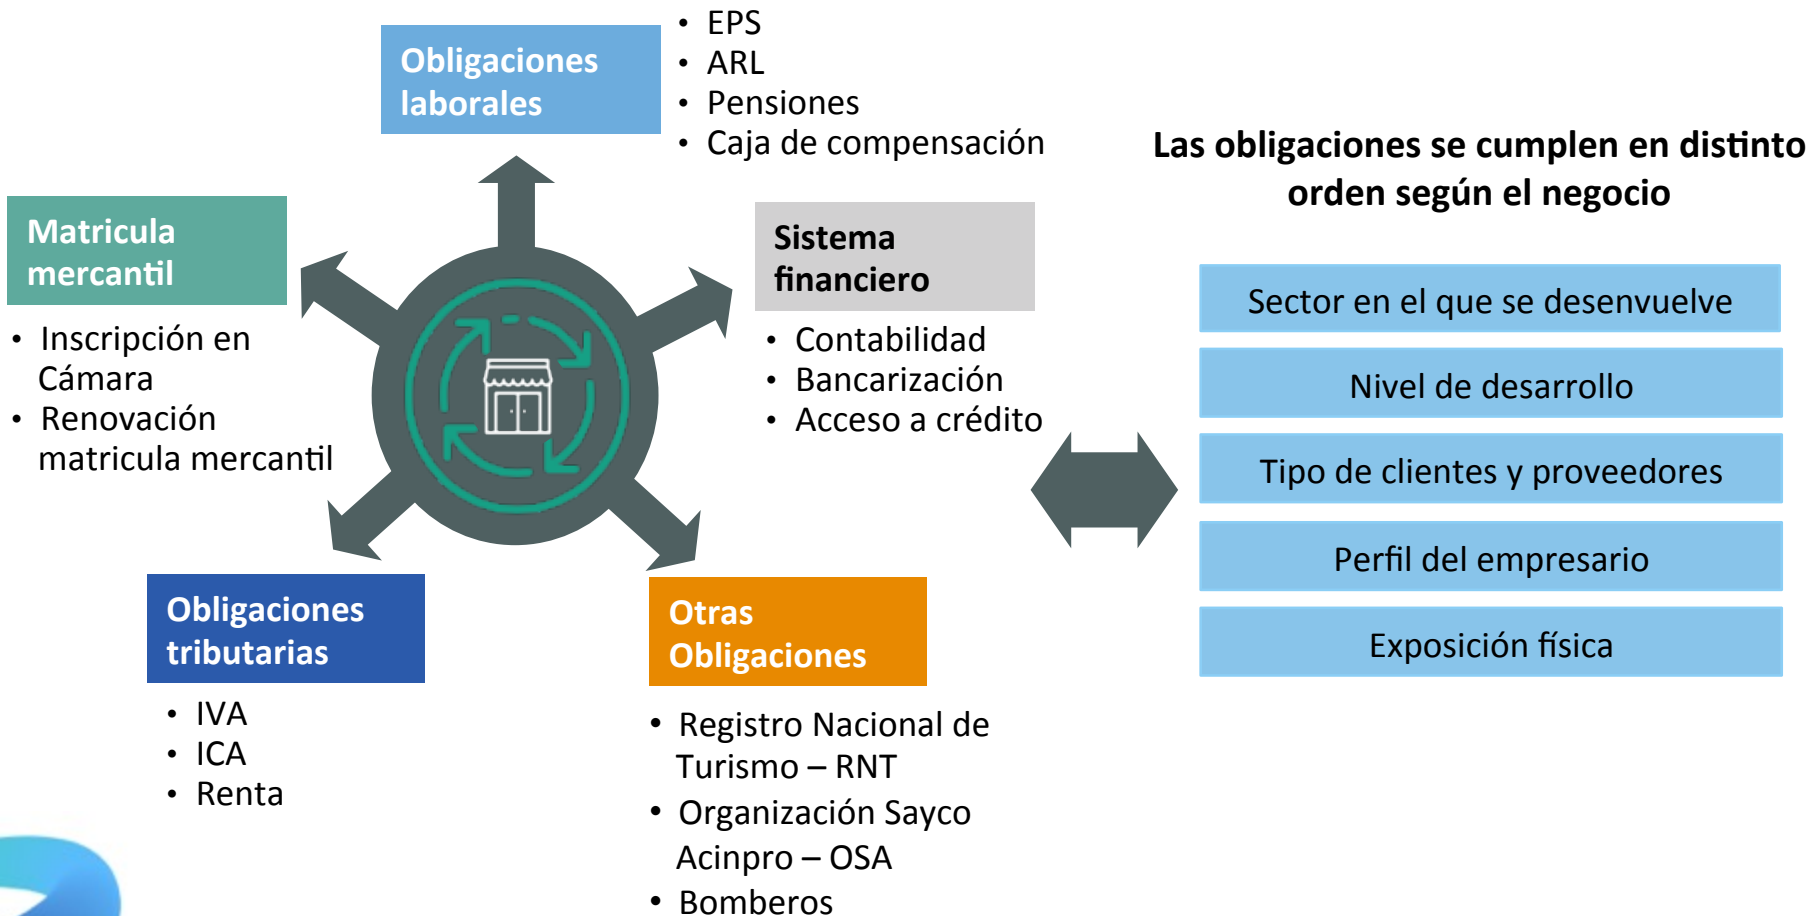 Obligaciones
laborales
• EPS
• ARL
• Pensiones
• Caja de compensación
Matricula
mercantil
• Inscripción en
Cámara
• Renovación
matricula mercantil
Sistema
financiero
• Contabilidad
• Bancarización
• Acceso a crédito
Obligaciones
tributarias
• IVA
• ICA
• Renta
Otras
Obligaciones
• Registro Nacional de
Turismo – RNT
• Organización Sayco
Acinpro – OSA
• Bomberos
Las obligaciones se cumplen en distinto
orden según el negocio
Sector en el que se desenvuelve
Nivel de desarrollo
Tipo de clientes y proveedores
Perfil del empresario
Exposición física